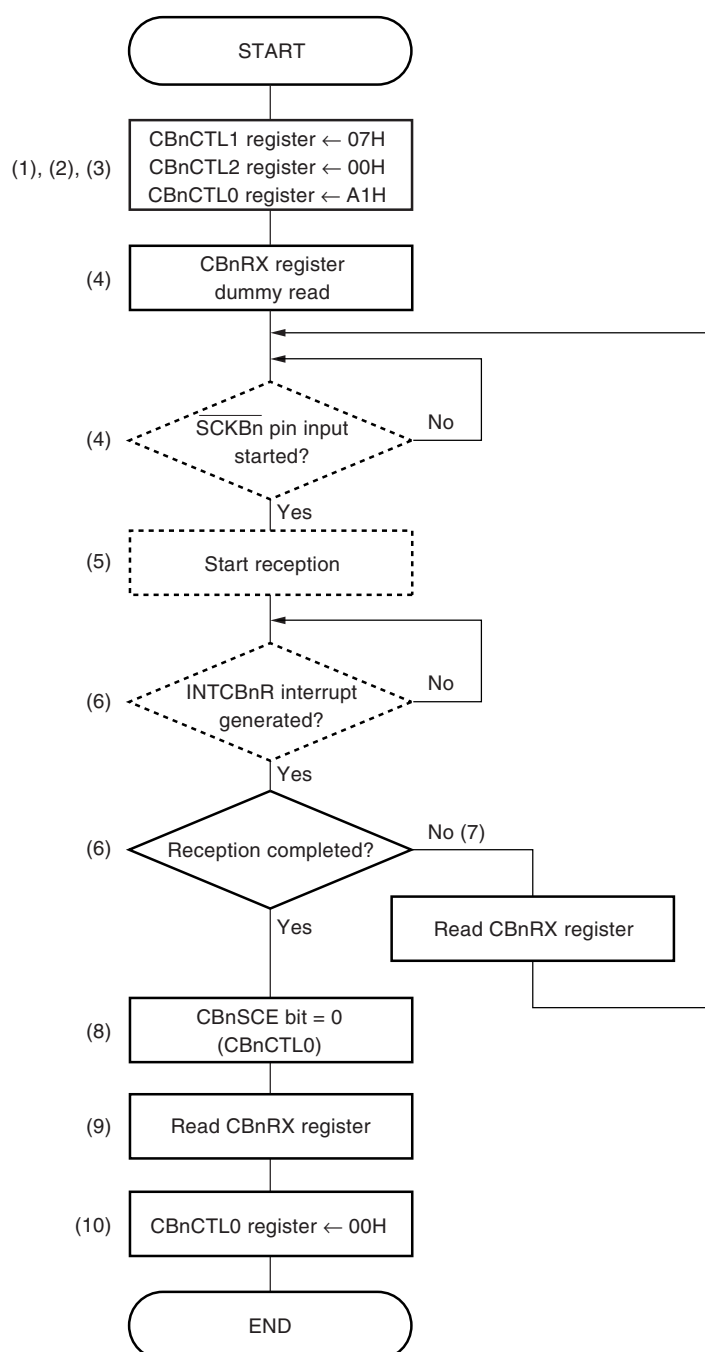 START
(1), (2), (3)
CBnCTL1 register ← 07H
CBnCTL2 register ← 00H
CBnCTL0 register ← A1H
(4)
CBnRX register
dummy read
(4)
SCKBn pin input
started?
No
Yes
(5)
Start reception
(6)
INTCBnR interrupt
generated?
No
Yes
(6)
Reception completed?
No (7)
Yes
Read CBnRX register
(8)
CBnSCE bit = 0
(CBnCTL0)
(9)
Read CBnRX register
(10)
CBnCTL0 register ← 00H
END